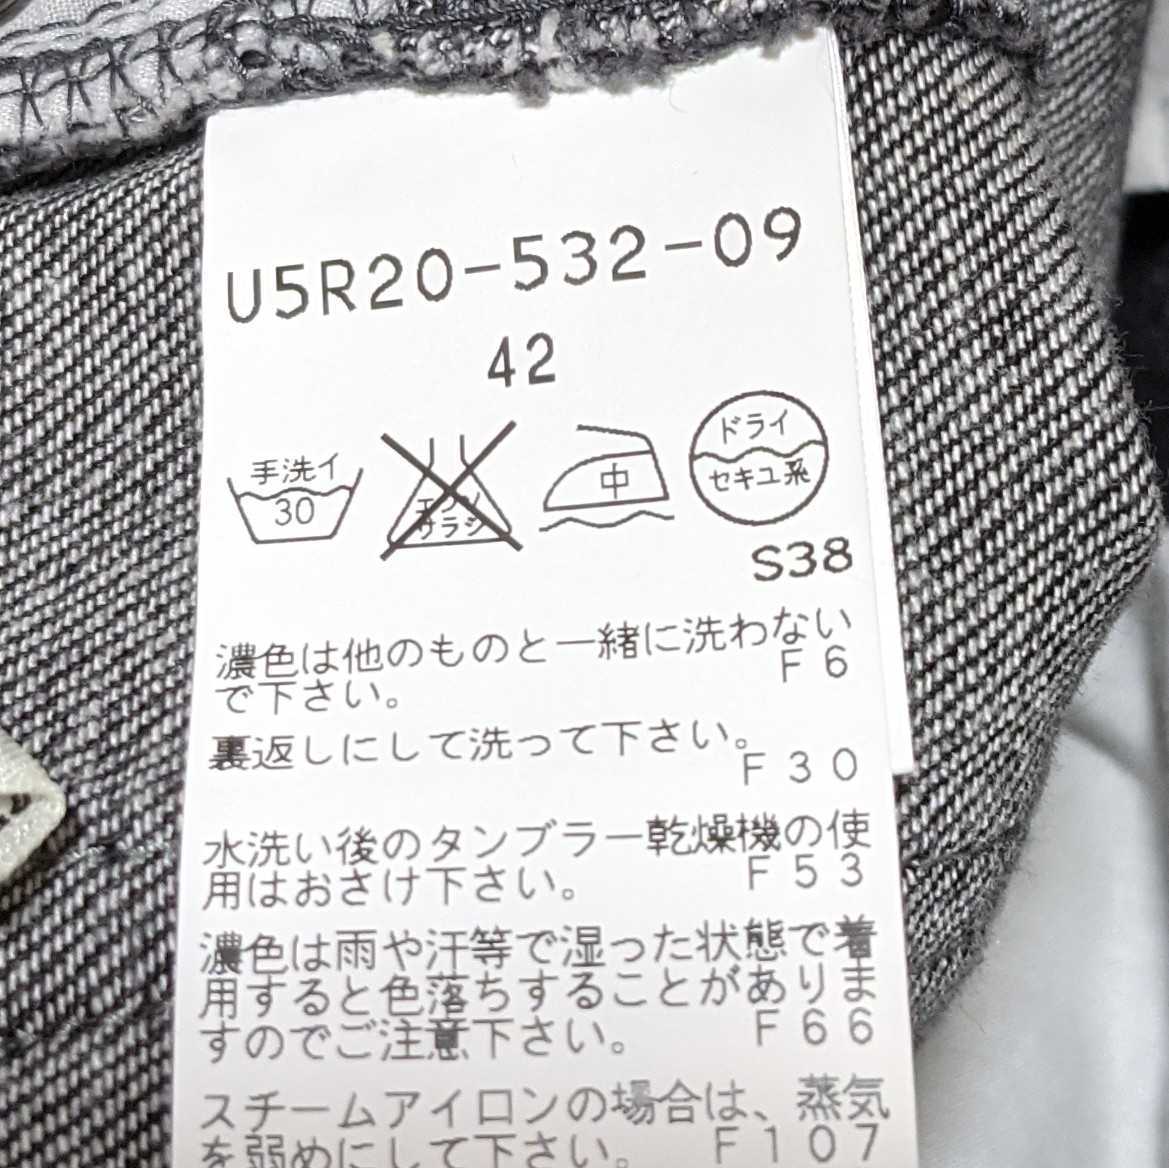 U5R20-532-09
42
手洗イ
30
エンソ
サラシ
中
ドライ
セキユ系
S38
濃色は他のものと一緒に洗わない
で下さい。
F6
裏返しにして洗って下さい。
F30
水洗い後のタンブラー乾燥機の使
用はおさけ下さい。
F53
濃色は雨や汗等で湿った状態で着
用すると色落ちすることがありま
すのでご注意下さい。
F66
スチームアイロンの場合は、蒸気
を弱めにして下さい。
F107